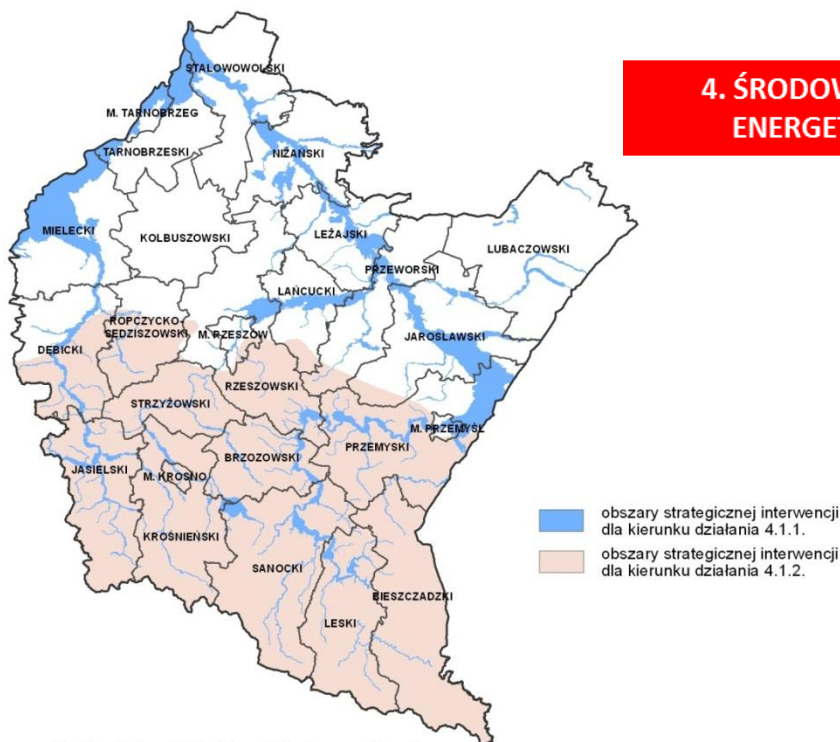 4. ŚRODOW
ENERGET
STALOWOWOLSKI
M. TARNOBRZEG
TARNOBRZESKI
NIŻAŃSKI
MIELECKI
KOLBUSZOWSKI
LEŻAJSKI
LUBACZOWSKI
PRZEWORSKI
ŁAŃCUCKI
ROPCZYCKO-
SĘDZISZOWSKI
M. RZESZÓW
JAROSŁAWSKI
DĘBICKI
RZESZOWSKI
STRZYŻOWSKI
M. PRZEMYŚL
PRZEMYSKI
BRZOZOWSKI
JASIELSKI
M. KROSNO
KROŚNIEŃSKI
SANOCKI
BIESZCZADZKI
LESKI
obszary strategicznej interwencji
dla kierunku działania 4.1.1.
obszary strategicznej interwencji
dla kierunku działania 4.1.2.